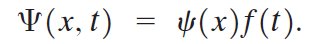 Ψ(x, t) = ψ(x)f(t).